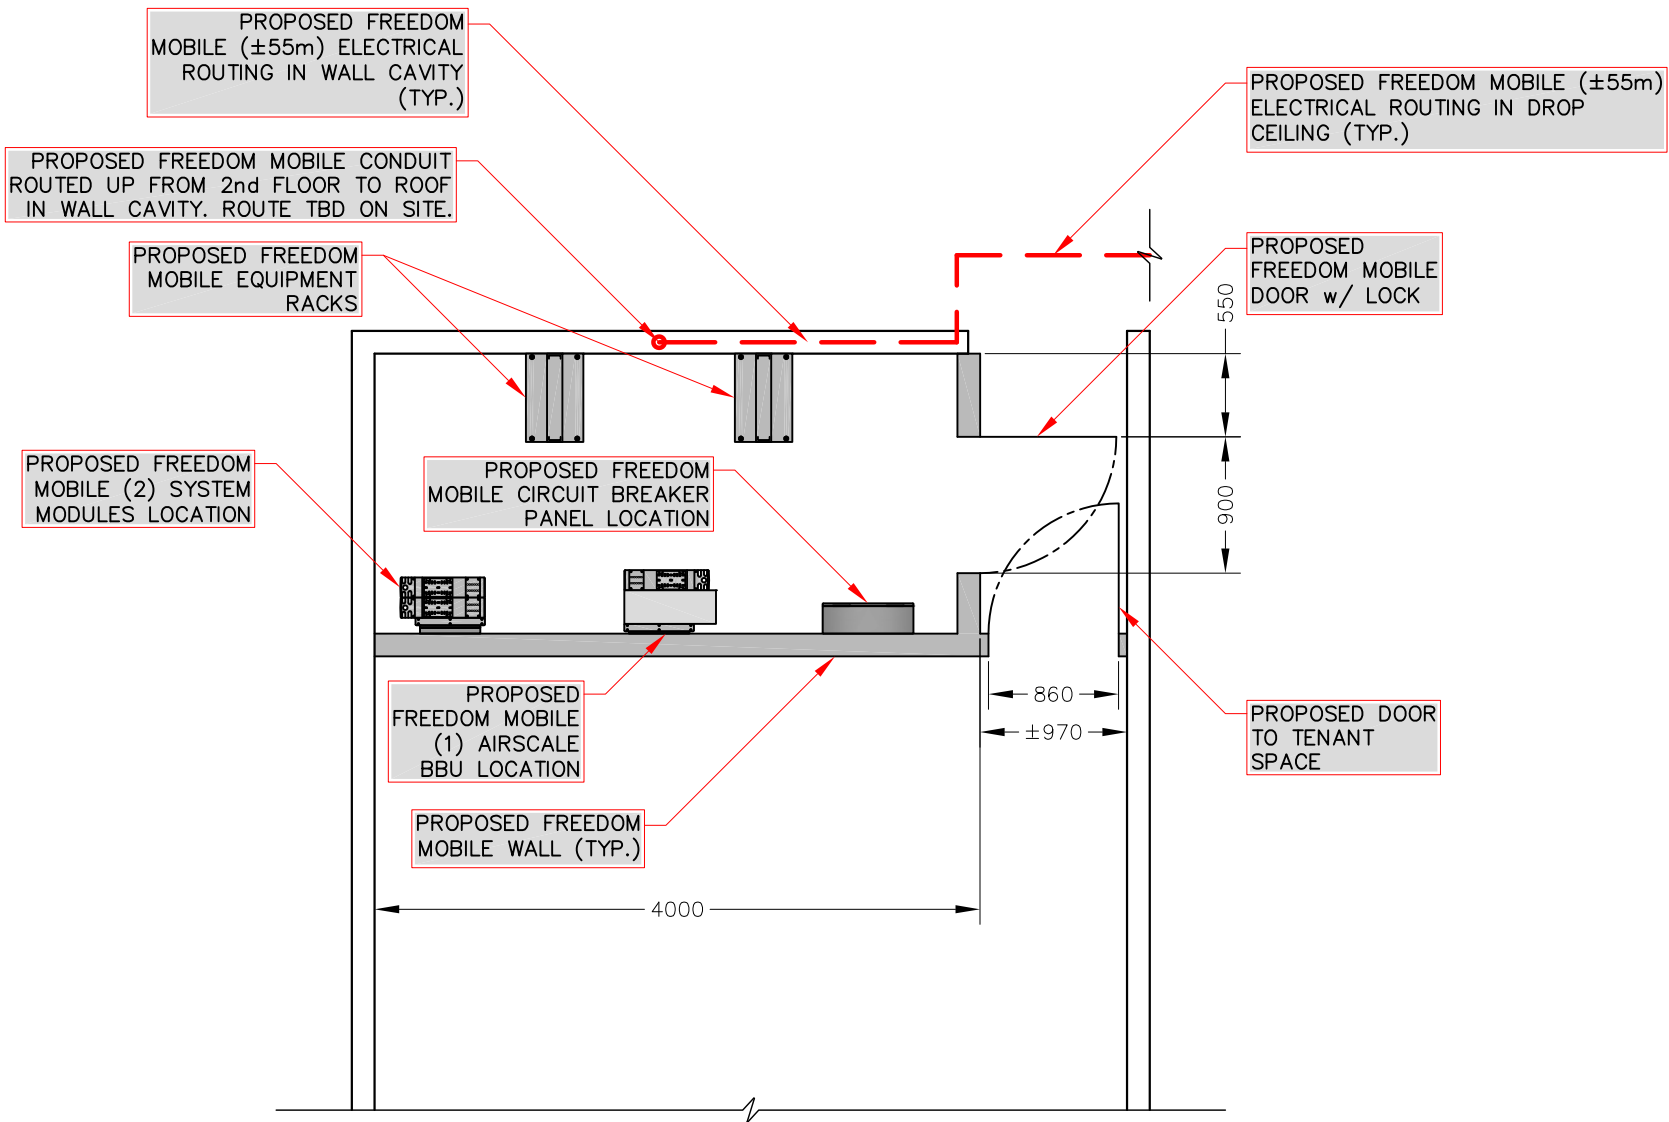 PROPOSED FREEDOM
MOBILE (±55m) ELECTRICAL
ROUTING IN WALL CAVITY
(TYP.)
PROPOSED FREEDOM MOBILE (±55m)
ELECTRICAL ROUTING IN DROP
CEILING (TYP.)
PROPOSED FREEDOM MOBILE CONDUIT
ROUTED UP FROM 2nd FLOOR TO ROOF
IN WALL CAVITY. ROUTE TBD ON SITE.
PROPOSED FREEDOM
MOBILE EQUIPMENT
RACKS
PROPOSED
FREEDOM MOBILE
DOOR w/ LOCK
550
PROPOSED FREEDOM
MOBILE (2) SYSTEM
MODULES LOCATION
PROPOSED FREEDOM
MOBILE CIRCUIT BREAKER
PANEL LOCATION
900
PROPOSED
FREEDOM MOBILE
(1) AIRSCALE
BBU LOCATION
860
±970
PROPOSED DOOR
TO TENANT
SPACE
PROPOSED FREEDOM
MOBILE WALL (TYP.)
4000